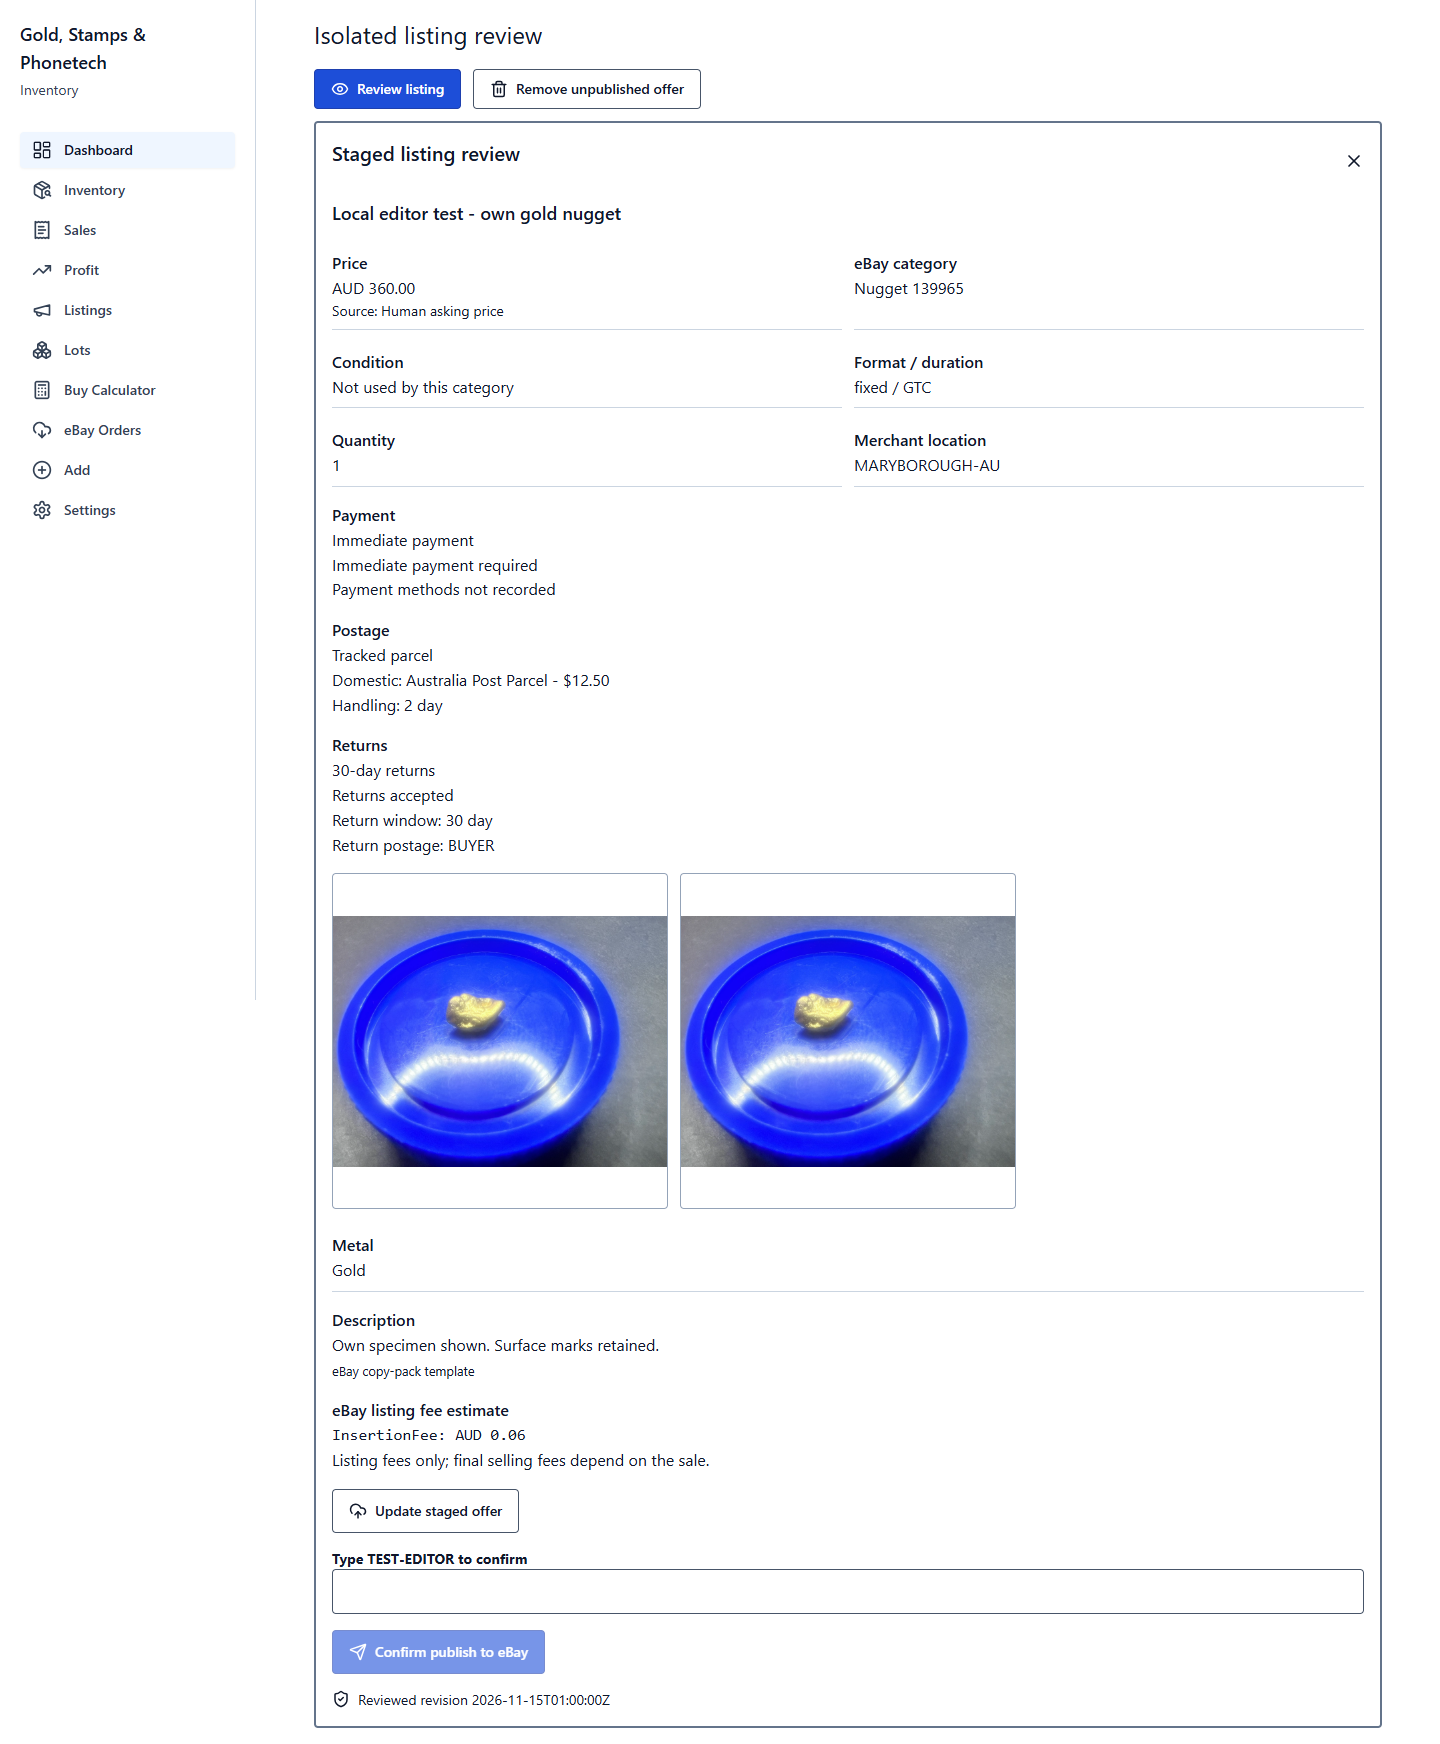 Gold, Stamps &
Phonetech
Inventory
Dashboard
Inventory
Sales
Profit
Listings
Lots
Buy Calculator
eBay Orders
Add
Settings
Isolated listing review
Review listing
Remove unpublished offer
Staged listing review
Local editor test - own gold nugget
Price
AUD 360.00
Source: Human asking price
eBay category
Nugget 139965
Condition
Not used by this category
Format / duration
fixed / GTC
Quantity
1
Merchant location
MARYBOROUGH-AU
Payment
Immediate payment
Immediate payment required
Payment methods not recorded
Postage
Tracked parcel
Domestic: Australia Post Parcel - $12.50
Handling: 2 day
Returns
30-day returns
Returns accepted
Return window: 30 day
Return postage: BUYER
Metal
Gold
Description
Own specimen shown. Surface marks retained.
eBay copy-pack template
eBay listing fee estimate
InsertionFee: AUD 0.06
Listing fees only; final selling fees depend on the sale.
Update staged offer
Type TEST-EDITOR to confirm
Confirm publish to eBay
Reviewed revision 2026-11-15T01:00:00Z